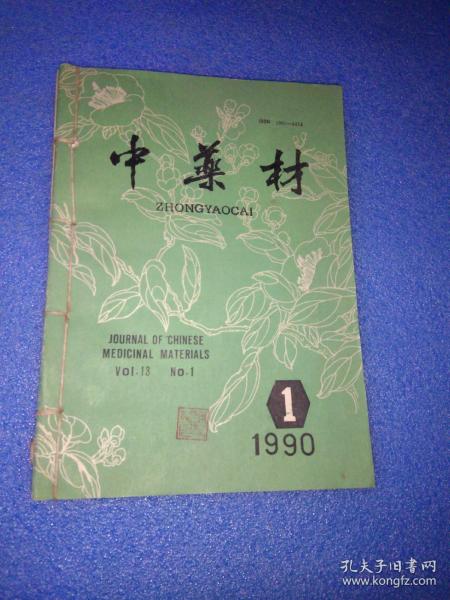 中药材
ZHONGYAOCAI
JOURNAL OF CHINESE
MEDICINAL MATERIALS
Vol.13 No.1
1
1990
孔夫子旧书网
www.kongfz.com